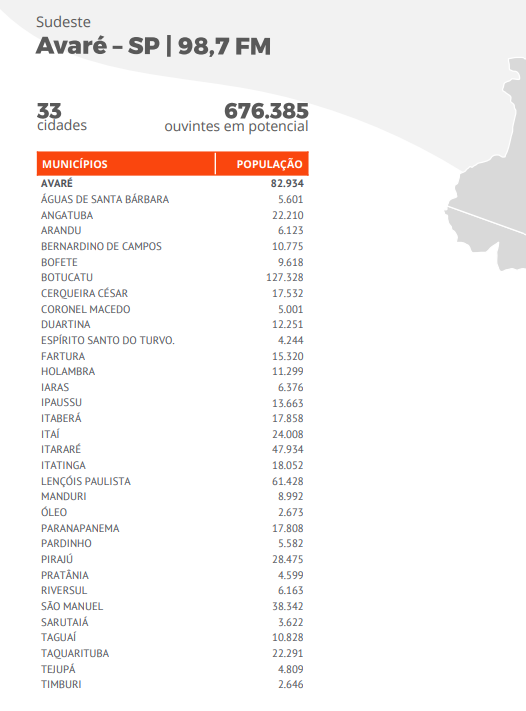 Sudeste
Avaré – SP | 98,7 FM
33 676.385
cidades ouvintes em potencial
MUNICÍPIOS POPULAÇÃO
AVARÉ 82.934
ÁGUAS DE SANTA BÁRBARA 5.601
ANGATUBA 22.210
ARANDU 6.123
BERNARDINO DE CAMPOS 10.775
BOFETE 9.618
BOTUCATU 127.328
CERQUEIRA CÉSAR 17.532
CORONEL MACEDO 5.001
DUARTINA 12.251
ESPÍRITO SANTO DO TURVO. 4.244
FARTURA 15.320
HOLAMBRA 11.299
IARAS 6.376
IPAUSSU 13.663
ITABERÁ 17.858
ITAÍ 24.008
ITARARÉ 47.934
ITATINGA 18.052
LENÇÓIS PAULISTA 61.428
MANDURI 8.992
ÓLEO 2.673
PARANAPANEMA 17.808
PARDINHO 5.582
PIRAJÚ 28.475
PRATÂNIA 4.599
RIVERSUL 6.163
SÃO MANUEL 38.342
SARUTAIÁ 3.622
TAGUAÍ 10.828
TAQUARITUBA 22.291
TEJUPÁ 4.809
TIMBURI 2.646